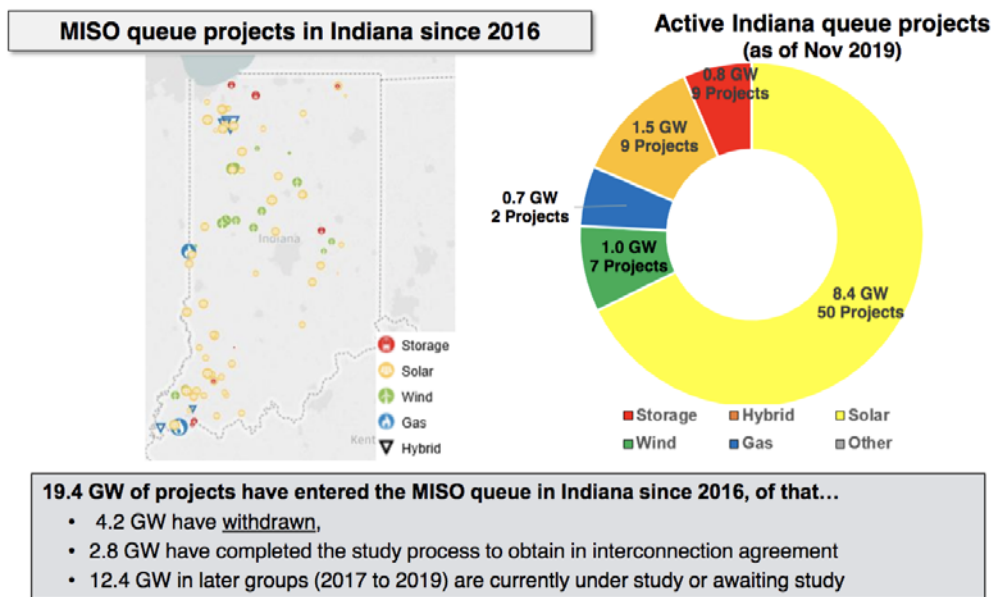 MISO queue projects in Indiana since 2016
Active Indiana queue projects
(as of Nov 2019)
Indiana
Kent
Storage
Solar
Wind
Gas
Hybrid
0.8 GW
9 Projects
1.5 GW
9 Projects
0.7 GW
2 Projects
1.0 GW
7 Projects
8.4 GW
50 Projects
Storage Hybrid Solar
Wind Gas Other
19.4 GW of projects have entered the MISO queue in Indiana since 2016, of that…
• 4.2 GW have withdrawn,
• 2.8 GW have completed the study process to obtain in interconnection agreement
• 12.4 GW in later groups (2017 to 2019) are currently under study or awaiting study